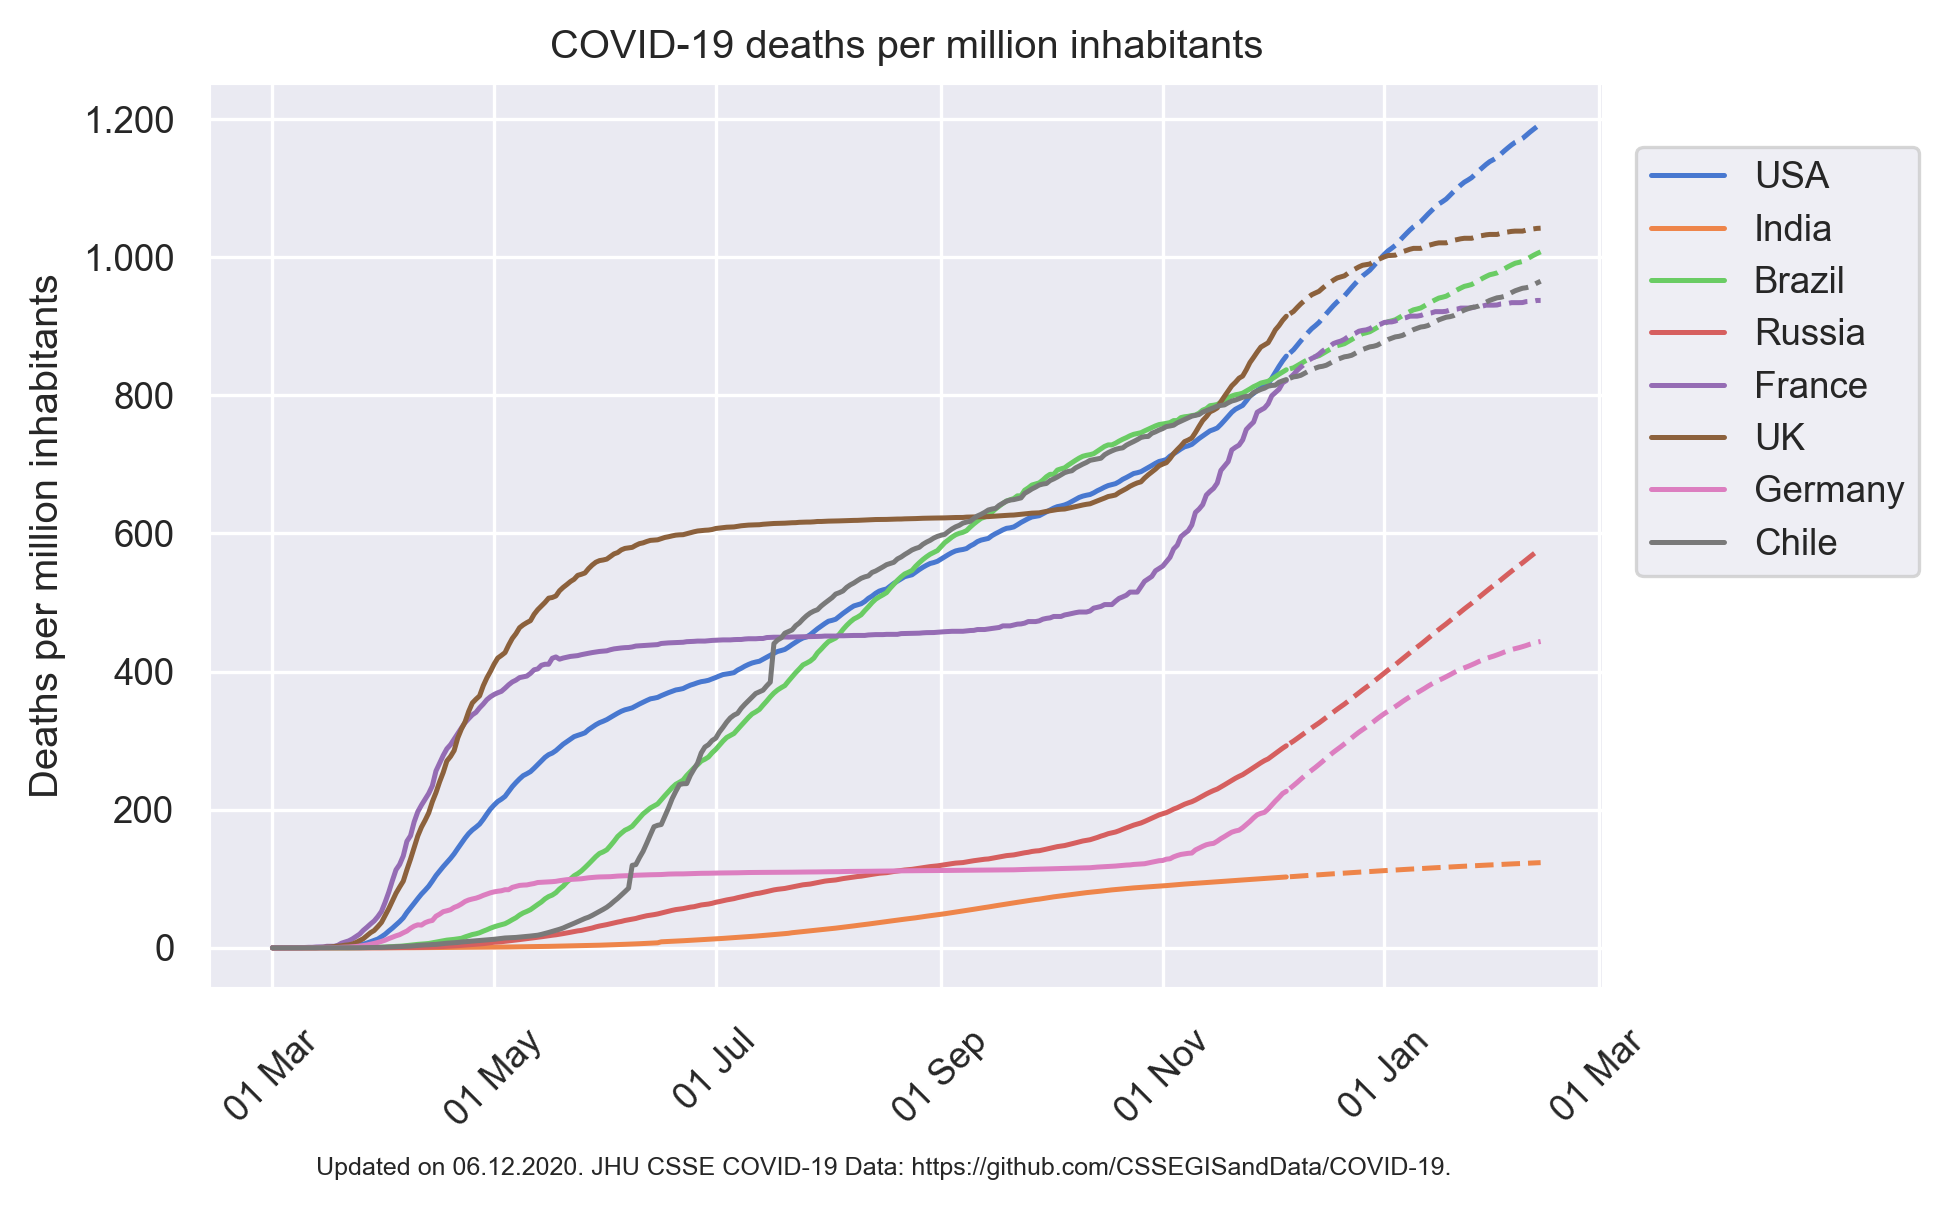 COVID-19 deaths per million inhabitants
1.200
1.000
800
600
400
200
0
Deaths per million inhabitants
USA
India
Brazil
Russia
France
UK
Germany
Chile
01 Mar
01 May
01 Jul
01 Sep
01 Nov
01 Jan
01 Mar
Updated on 06.12.2020. JHU CSSE COVID-19 Data: https://github.com/CSSEGISandData/COVID-19.